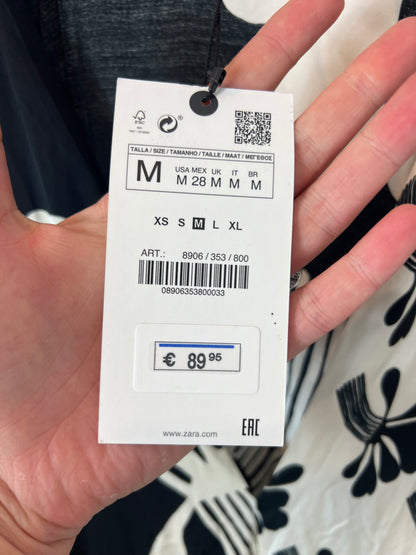 FSC
TALLA / SIZE / TAMANHO / TAILLE / MAAT / ΜΕΓΕΘΟΣ
M
USA MEX UK IT BR
M 28 M M M
XS S M L XL
ART.: 8906 / 353 / 800
08906353800033
€ 89 95
www.zara.com
EAC